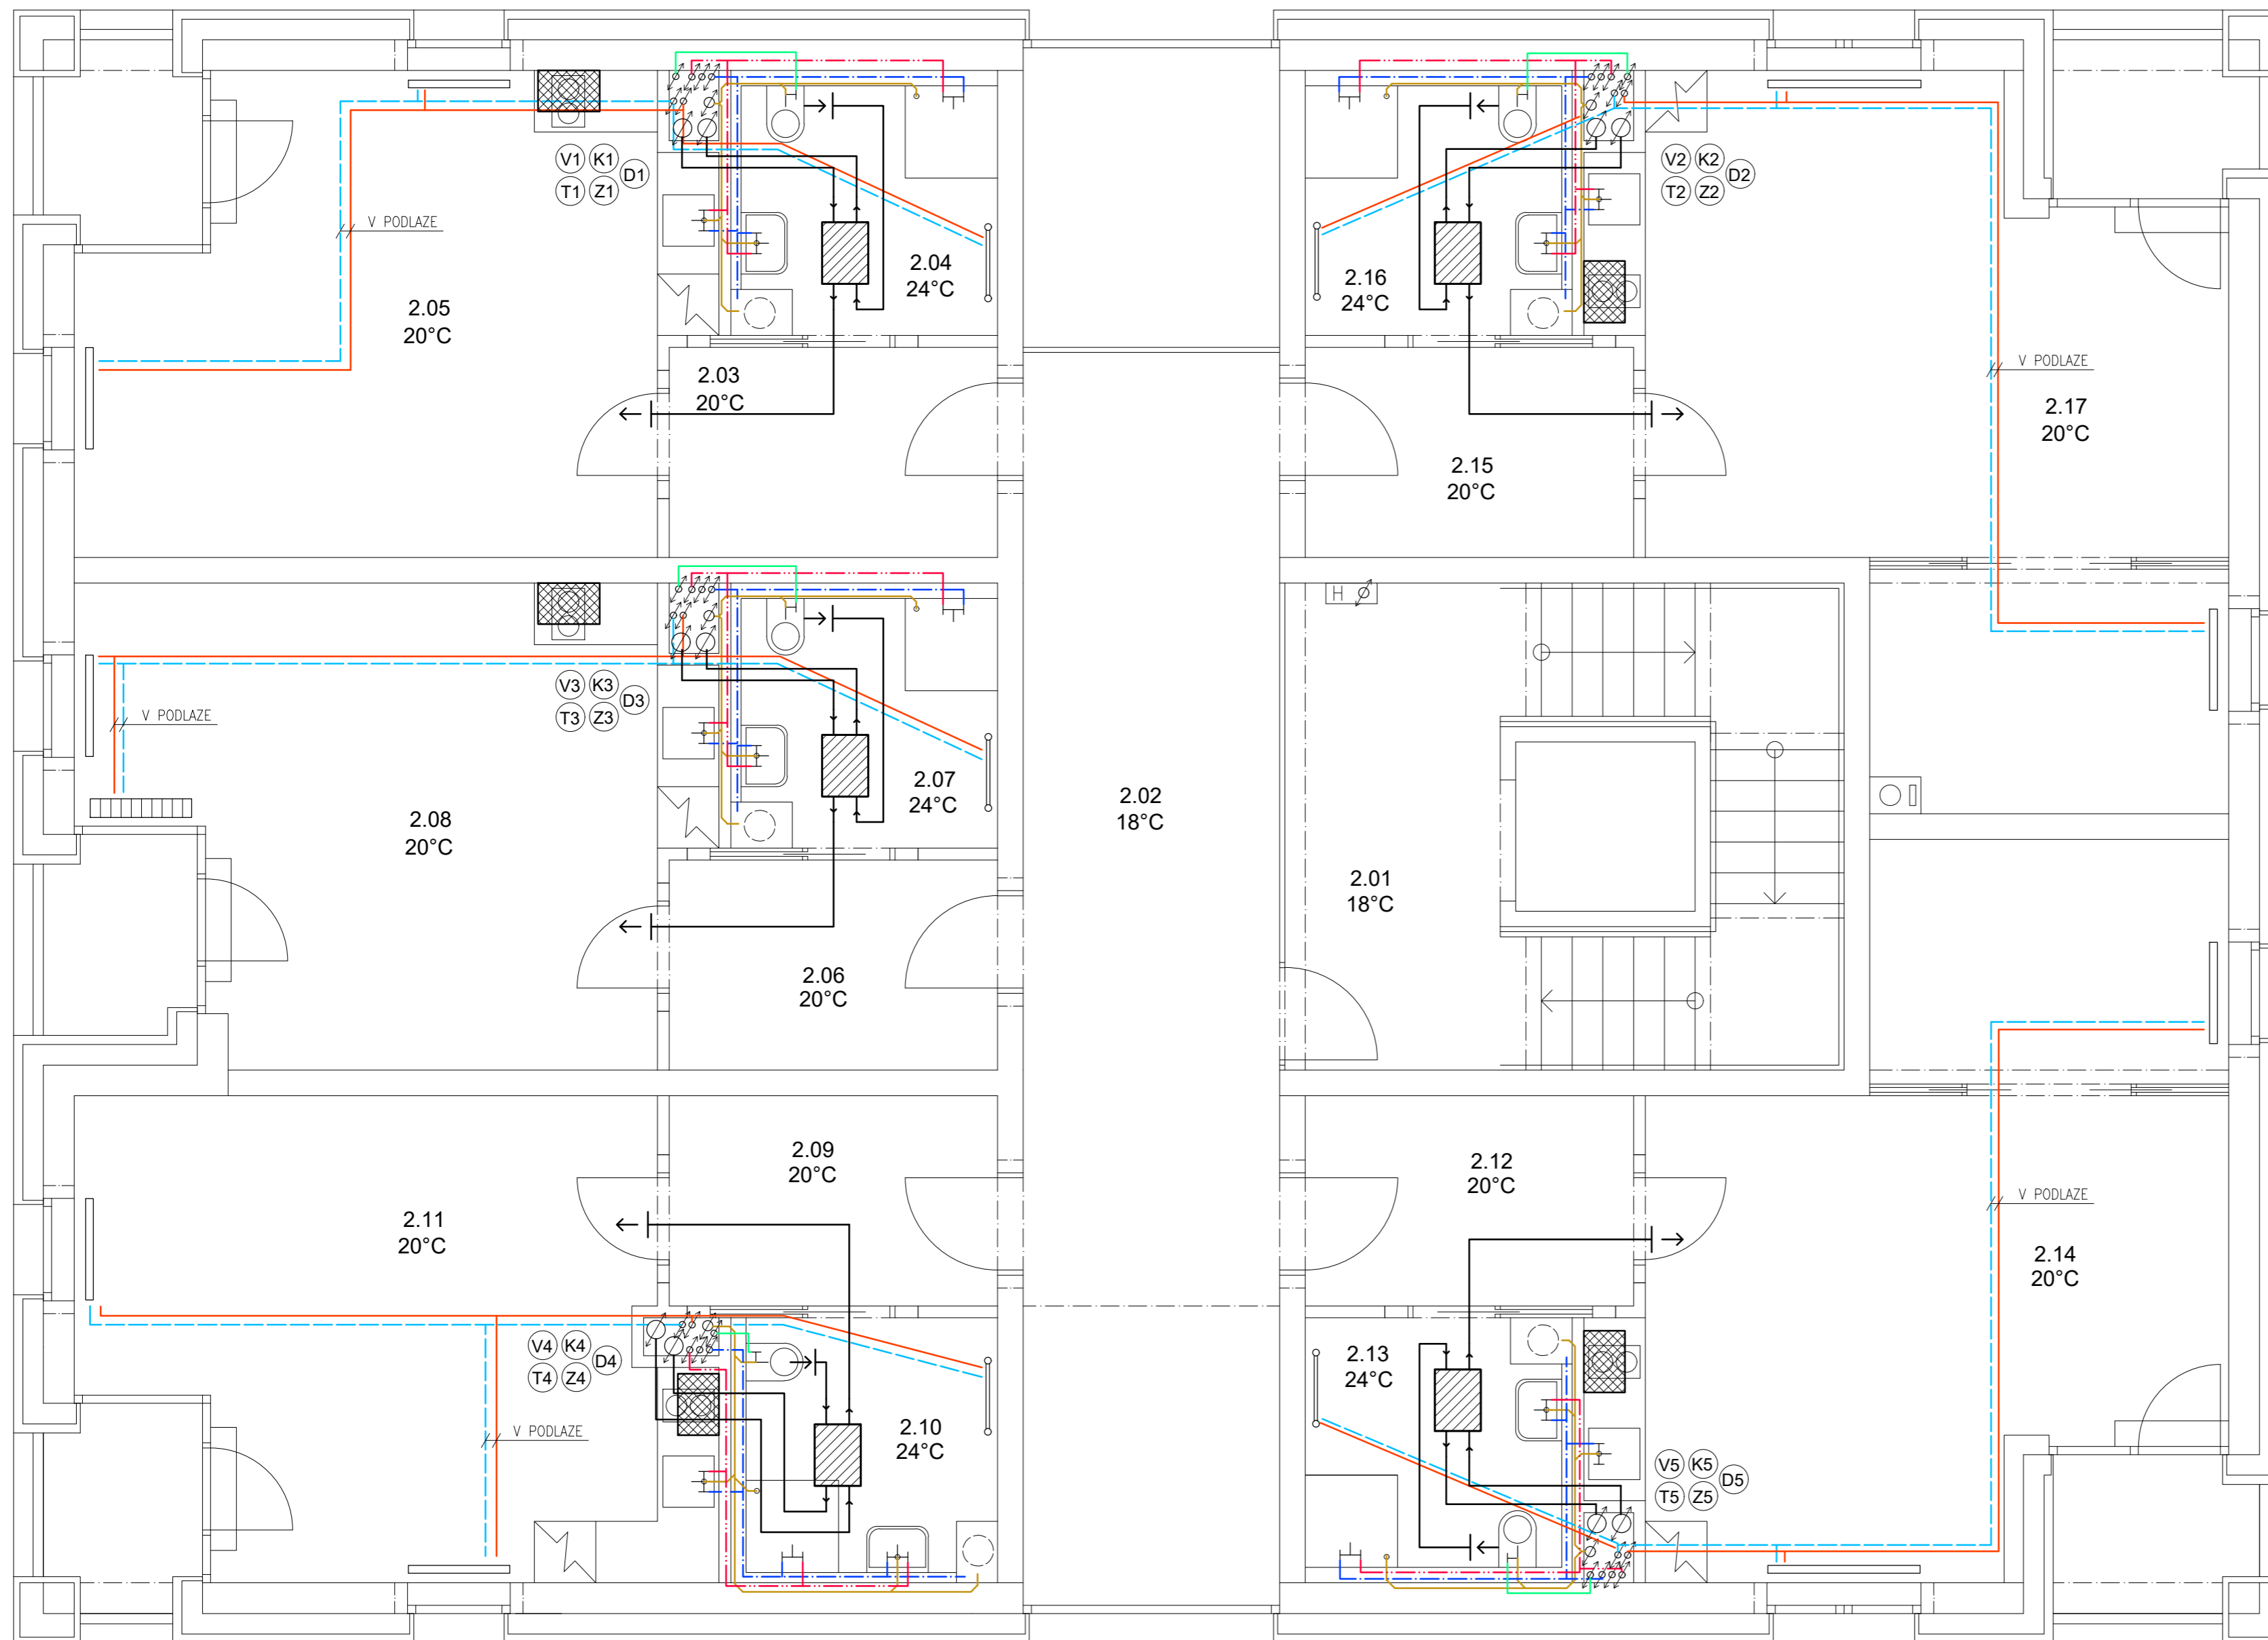 V1 K1 D1
T1 Z1
V PODLAZE
2.05
20°C
2.04
24°C
2.03
20°C
2.16
24°C
V2 K2 D2
T2 Z2
V PODLAZE
2.17
20°C
2.15
20°C
H
V3 K3 D3
T3 Z3
V PODLAZE
2.08
20°C
2.07
24°C
2.02
18°C
2.01
18°C
2.06
20°C
2.09
20°C
2.12
20°C
2.11
20°C
V PODLAZE
2.14
20°C
V4 K4 D4
T4 Z4
V PODLAZE
2.10
24°C
2.13
24°C
V5 K5 D5
T5 Z5